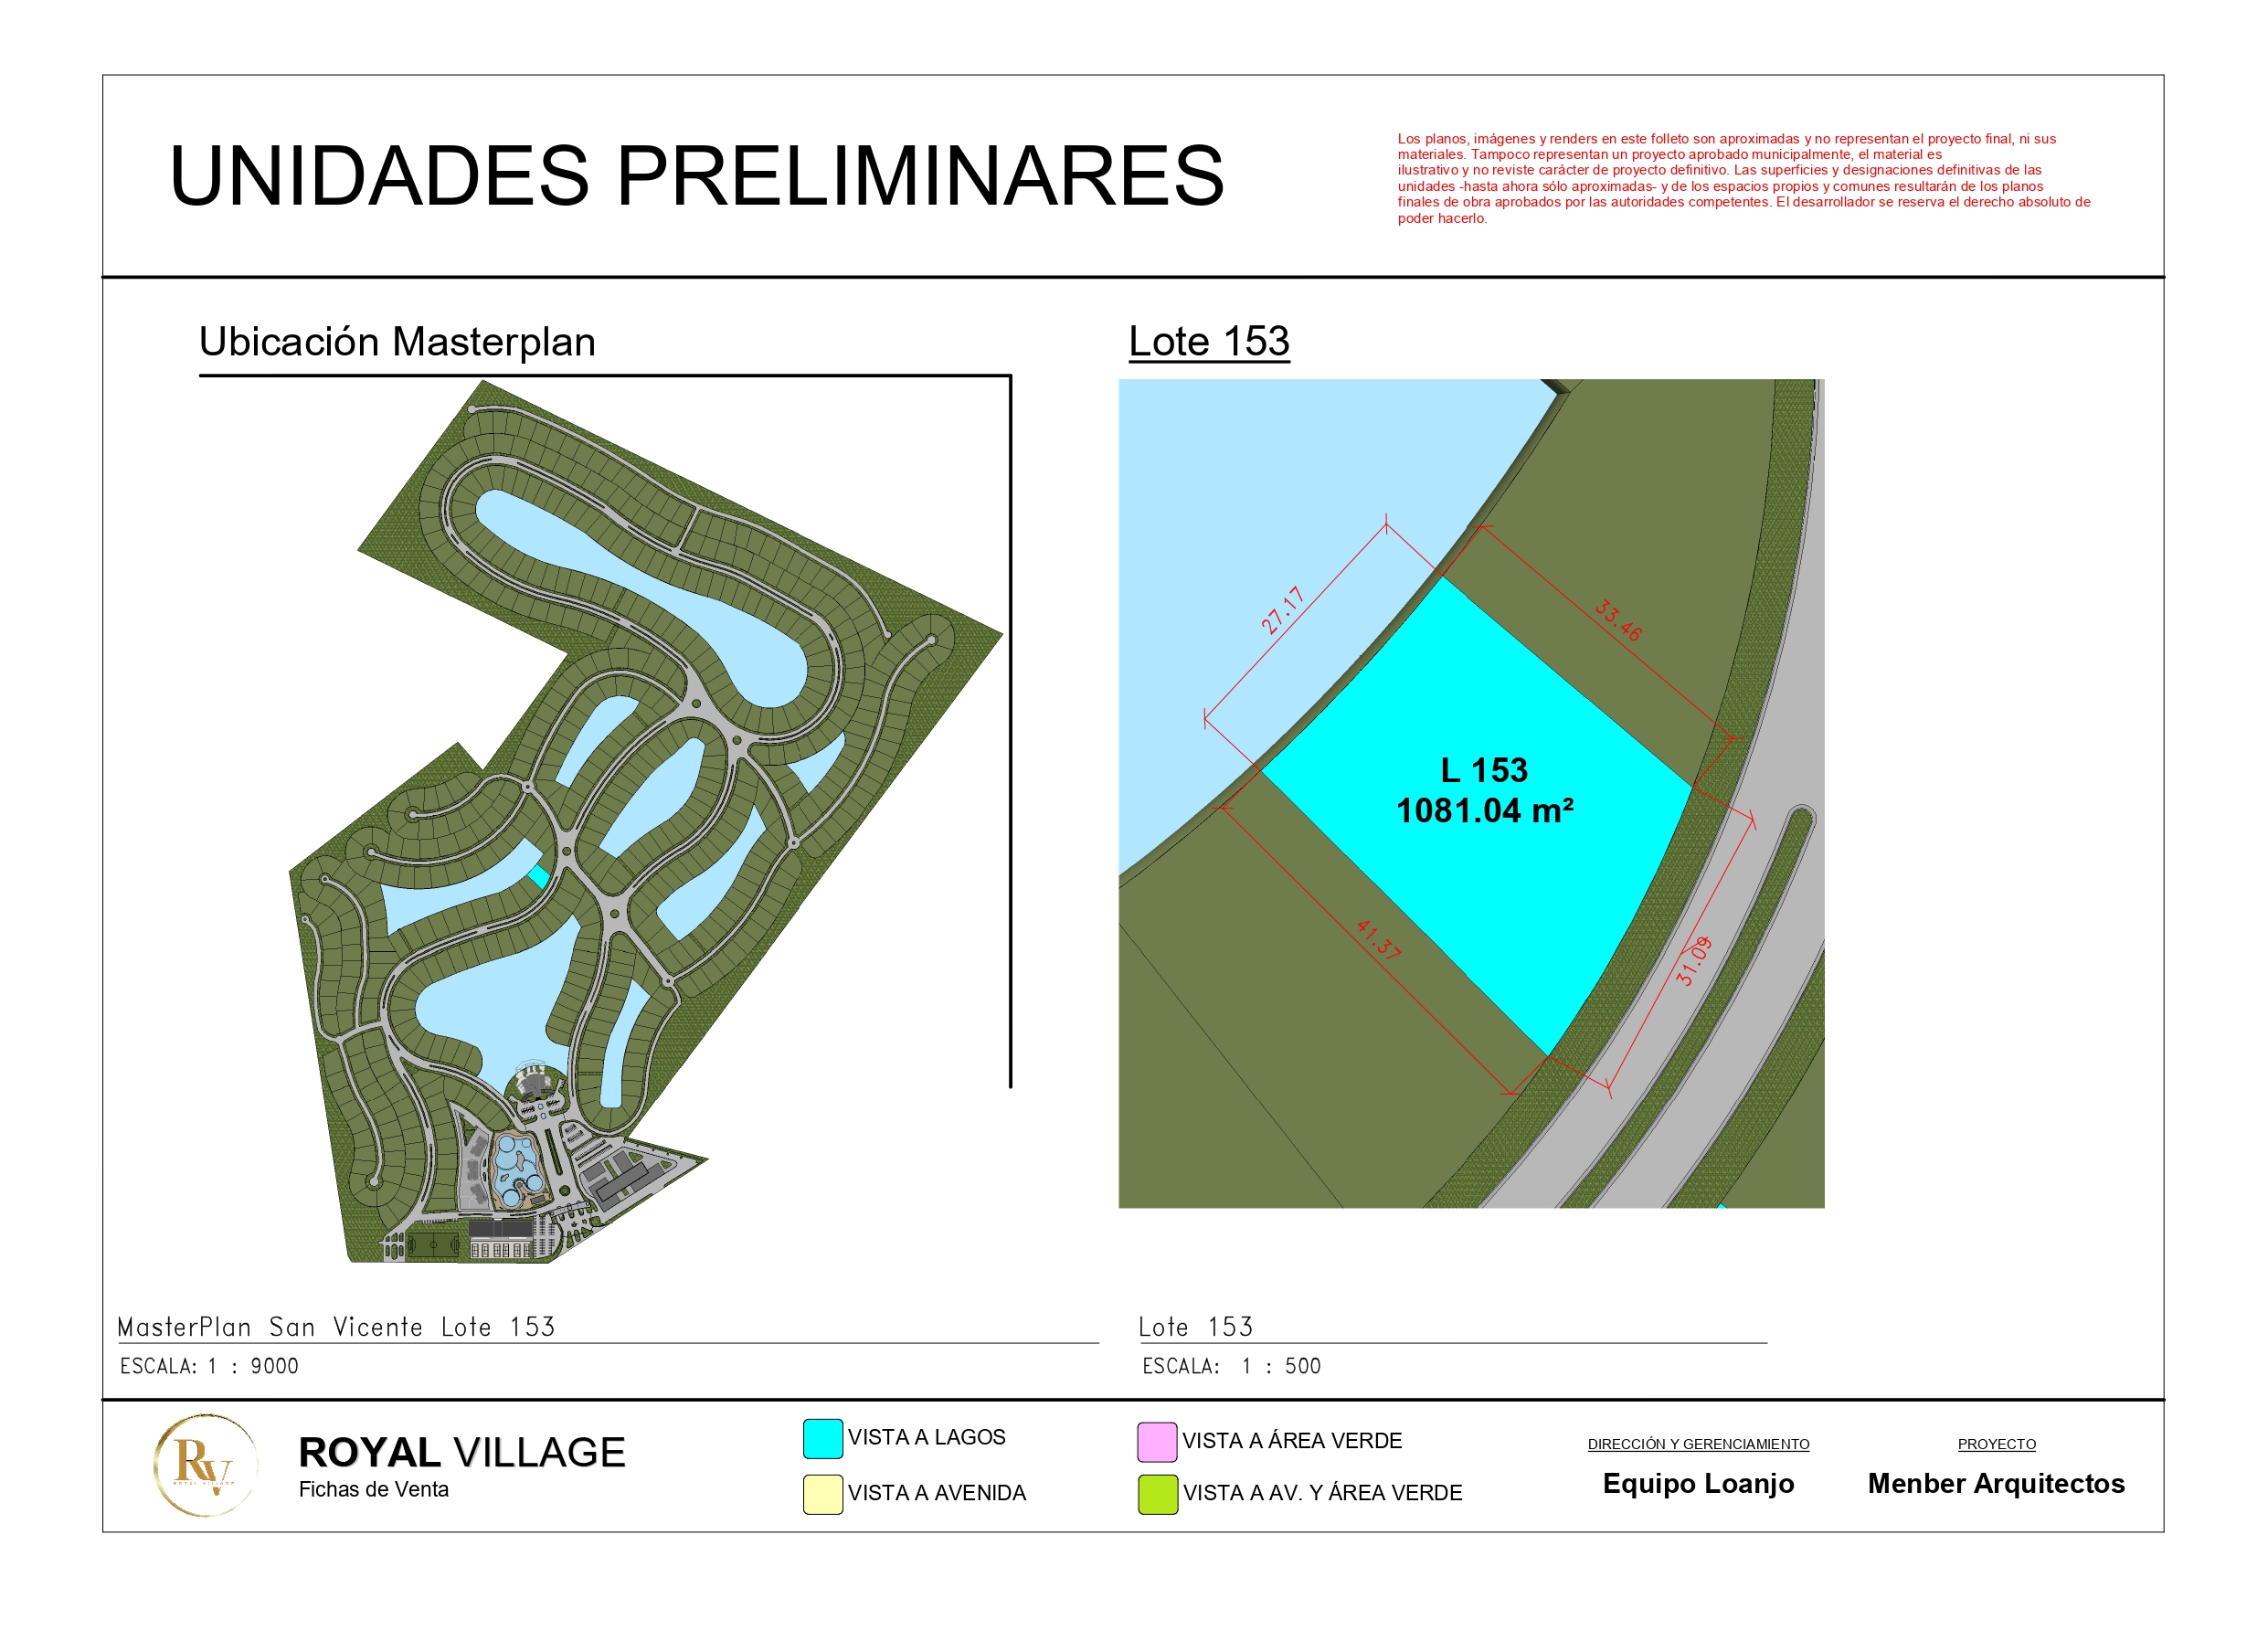 UNIDADES PRELIMINARES
Los planos, imágenes y renders en este folleto son aproximadas y no representan el proyecto final, ni sus
materiales. Tampoco representan un proyecto aprobado municipalmente, el material es
ilustrativo y no reviste carácter de proyecto definitivo. Las superficies y designaciones definitivas de las
unidades -hasta ahora sólo aproximadas- y de los espacios propios y comunes resultarán de los planos
finales de obra aprobados por las autoridades competentes. El desarrollador se reserva el derecho absoluto de
poder hacerlo.
Ubicación Masterplan
Lote 153
27.17
33.46
L 153
1081.04 m²
41.37
31.09
MasterPlan San Vicente Lote 153
ESCALA: 1 : 9000
Lote 153
ESCALA: 1 : 500
RV
ROYAL VILLAGE
ROYAL VILLAGE
Fichas de Venta
VISTA A LAGOS
VISTA A AVENIDA
VISTA A ÁREA VERDE
VISTA A AV. Y ÁREA VERDE
DIRECCIÓN Y GERENCIAMIENTO
Equipo Loanjo
PROYECTO
Menber Arquitectos